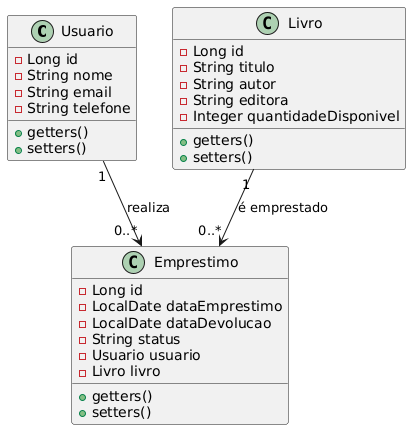 C Usuario
Long id
String nome
String email
String telefone
getters()
setters()
C Livro
Long id
String titulo
String autor
String editora
Integer quantidadeDisponivel
getters()
setters()
1
realiza
0..*
1
é emprestado
0..*
C Emprestimo
Long id
LocalDate dataEmprestimo
LocalDate dataDevolucao
String status
Usuario usuario
Livro livro
getters()
setters()